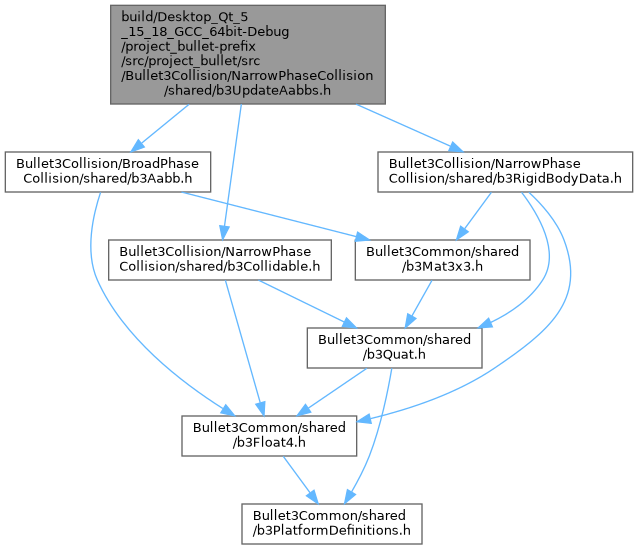 build/Desktop_Qt_5
_15_18_GCC_64bit-Debug
/project_bullet-prefix
/src/project_bullet/src
/Bullet3Collision/NarrowPhaseCollision
/shared/b3UpdateAabbs.h
Bullet3Collision/BroadPhase
Collision/shared/b3Aabb.h
Bullet3Collision/NarrowPhase
Collision/shared/b3RigidBodyData.h
Bullet3Collision/NarrowPhase
Collision/shared/b3Collidable.h
Bullet3Common/shared
/b3Mat3x3.h
Bullet3Common/shared
/b3Quat.h
Bullet3Common/shared
/b3Float4.h
Bullet3Common/shared
/b3PlatformDefinitions.h